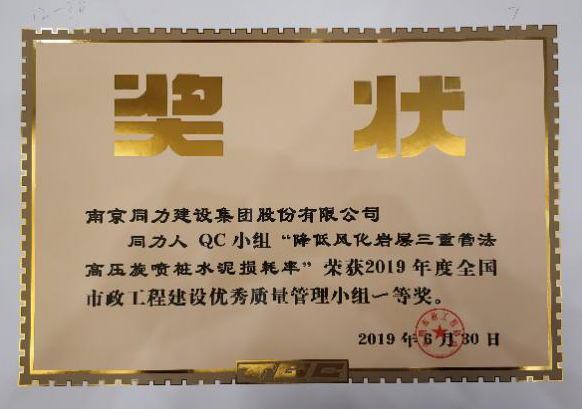 奖状
南京同力建设集团股份有限公司
同力人 QC 小组“降低风化岩层三重管法
高压旋喷桩水泥损耗率”荣获2019 年度全国
市政工程建设优秀质量管理小组一等奖。
2019 年 6 月 30 日